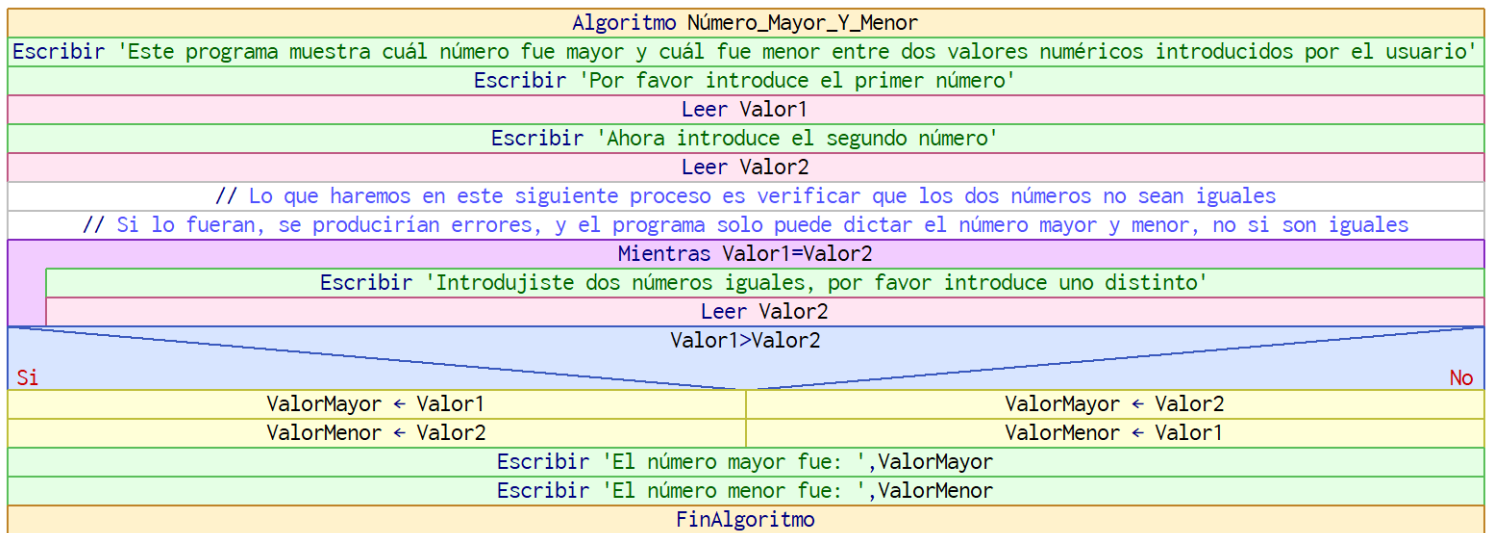 Algoritmo Número_Mayor_Y_Menor
Escribir 'Este programa muestra cuál número fue mayor y cuál fue menor entre dos valores numéricos introducidos por el usuario'
Escribir 'Por favor introduce el primer número'
Leer Valor1
Escribir 'Ahora introduce el segundo número'
Leer Valor2
// Lo que haremos en este siguiente proceso es verificar que los dos números no sean iguales
// Si lo fueran, se producirían errores, y el programa solo puede dictar el número mayor y menor, no si son iguales
Mientras Valor1=Valor2
Escribir 'Introdujiste dos números iguales, por favor introduce uno distinto'
Leer Valor2
Valor1>Valor2
Si No
ValorMayor ← Valor1 ValorMayor ← Valor2
ValorMenor ← Valor2 ValorMenor ← Valor1
Escribir 'El número mayor fue: ',ValorMayor
Escribir 'El número menor fue: ',ValorMenor
FinAlgoritmo